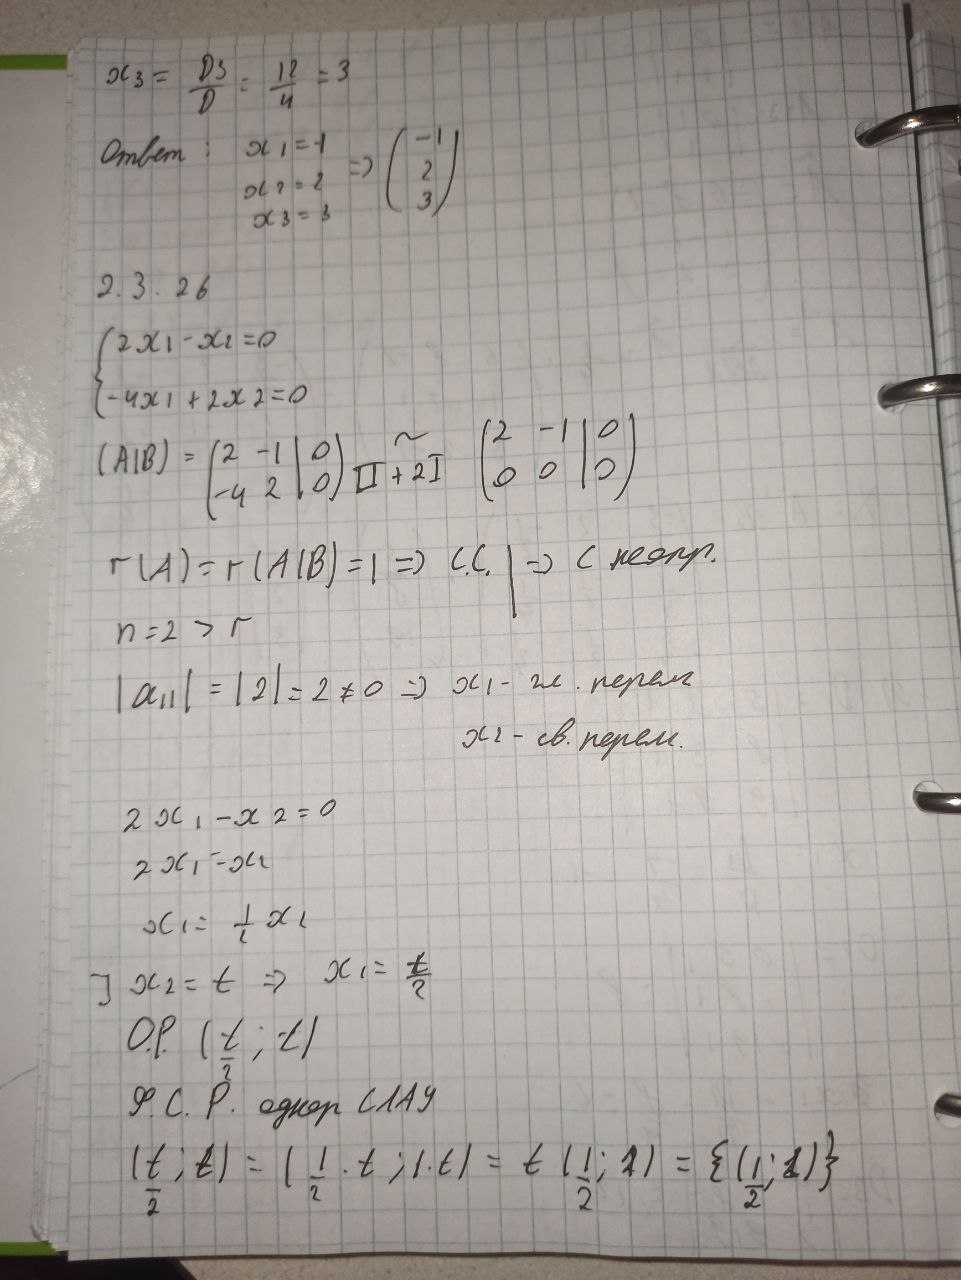 x₃ = D3/D = 12/4 = 3
Ответ: x₁ = -1
x₂ = 2 => (-1 2 3)
x₃ = 3
2.3.26
{2x₁ - x₂ = 0
-4x₁ + 2x₂ = 0
(A|B) = (2 -1 | 0) ~ (2 -1 | 0)
(-4 2 | 0) II + 2I (0 0 | 0)
r(A) = r(A|B) = 1 => С.С. | => С неопр.
n = 2 > r
|a₁₁| = |2| = 2 ≠ 0 => x₁ - гл. перем
x₂ - св. перем.
2x₁ - x₂ = 0
2x₁ = x₂
x₁ = 1/2 x₂
] x₂ = t => x₁ = t/2
О.Р. (t/2 ; t)
Ф.С.Р. однор СЛАУ
(t/2 ; t) = (1/2 · t ; 1 · t) = t (1/2 ; 1) = {(1/2 ; 1)}